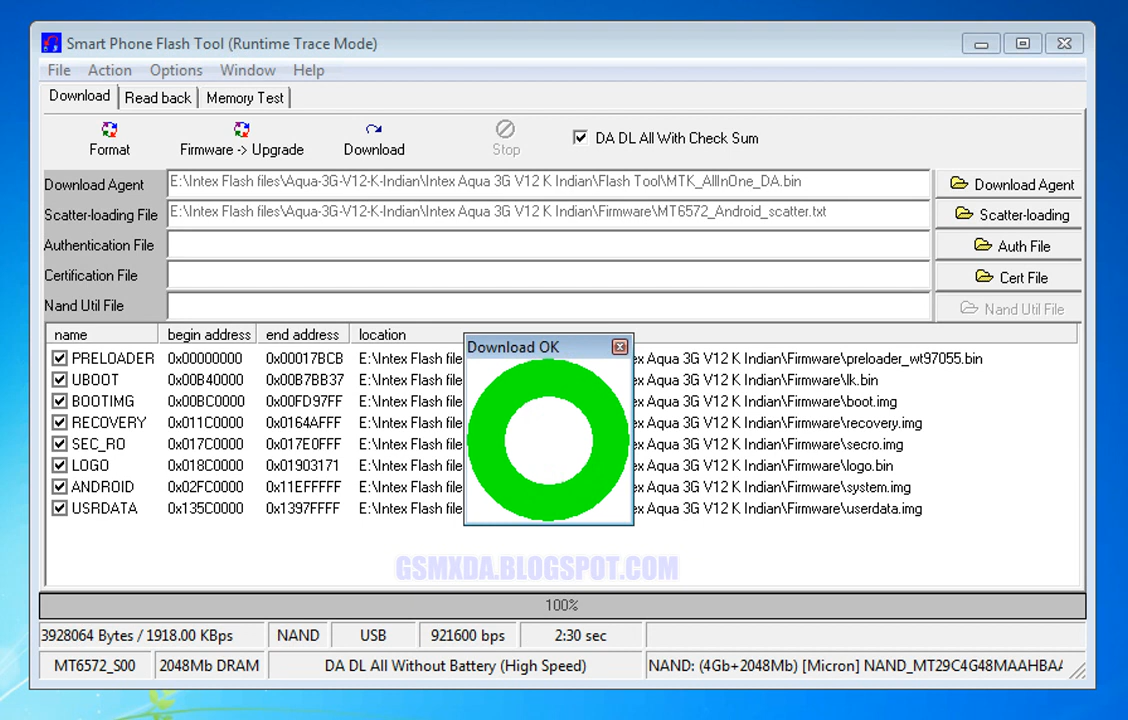 Smart Phone Flash Tool (Runtime Trace Mode)
File Action Options Window Help
Download Read back Memory Test
Format Firmware -> Upgrade Download Stop DA DL All With Check Sum
Download Agent E:\Intex Flash files\Aqua-3G-V12-K-Indian\Intex Aqua 3G V12 K Indian\Flash Tool\MTK_AllInOne_DA.bin Download Agent
Scatter-loading File E:\Intex Flash files\Aqua-3G-V12-K-Indian\Intex Aqua 3G V12 K Indian\Firmware\MT6572_Android_scatter.txt Scatter-loading
Authentication File Auth File
Certification File Cert File
Nand Util File Nand Util File
name begin address end address location
Download OK
PRELOADER 0x00000000 0x00017BCB E:\Intex Flash file ex Aqua 3G V12 K Indian\Firmware\preloader_wt97055.bin
UBOOT 0x00B40000 0x00B7BB37 E:\Intex Flash file ex Aqua 3G V12 K Indian\Firmware\lk.bin
BOOTIMG 0x00BC0000 0x00FD97FF E:\Intex Flash file ex Aqua 3G V12 K Indian\Firmware\boot.img
RECOVERY 0x011C0000 0x0164AFFF E:\Intex Flash file ex Aqua 3G V12 K Indian\Firmware\recovery.img
SEC_RO 0x017C0000 0x017E0FFF E:\Intex Flash file ex Aqua 3G V12 K Indian\Firmware\secro.img
LOGO 0x018C0000 0x01903171 E:\Intex Flash file ex Aqua 3G V12 K Indian\Firmware\logo.bin
ANDROID 0x02FC0000 0x11EFFFFF E:\Intex Flash file ex Aqua 3G V12 K Indian\Firmware\system.img
USRDATA 0x135C0000 0x1397FFFF E:\Intex Flash file ex Aqua 3G V12 K Indian\Firmware\userdata.img
GSMXDA.BLOGSPOT.COM
100%
3928064 Bytes / 1918.00 KBps NAND USB 921600 bps 2:30 sec
MT6572_S00 2048Mb DRAM DA DL All Without Battery (High Speed) NAND: (4Gb+2048Mb) [Micron] NAND_MT29C4G48MAAHBAA